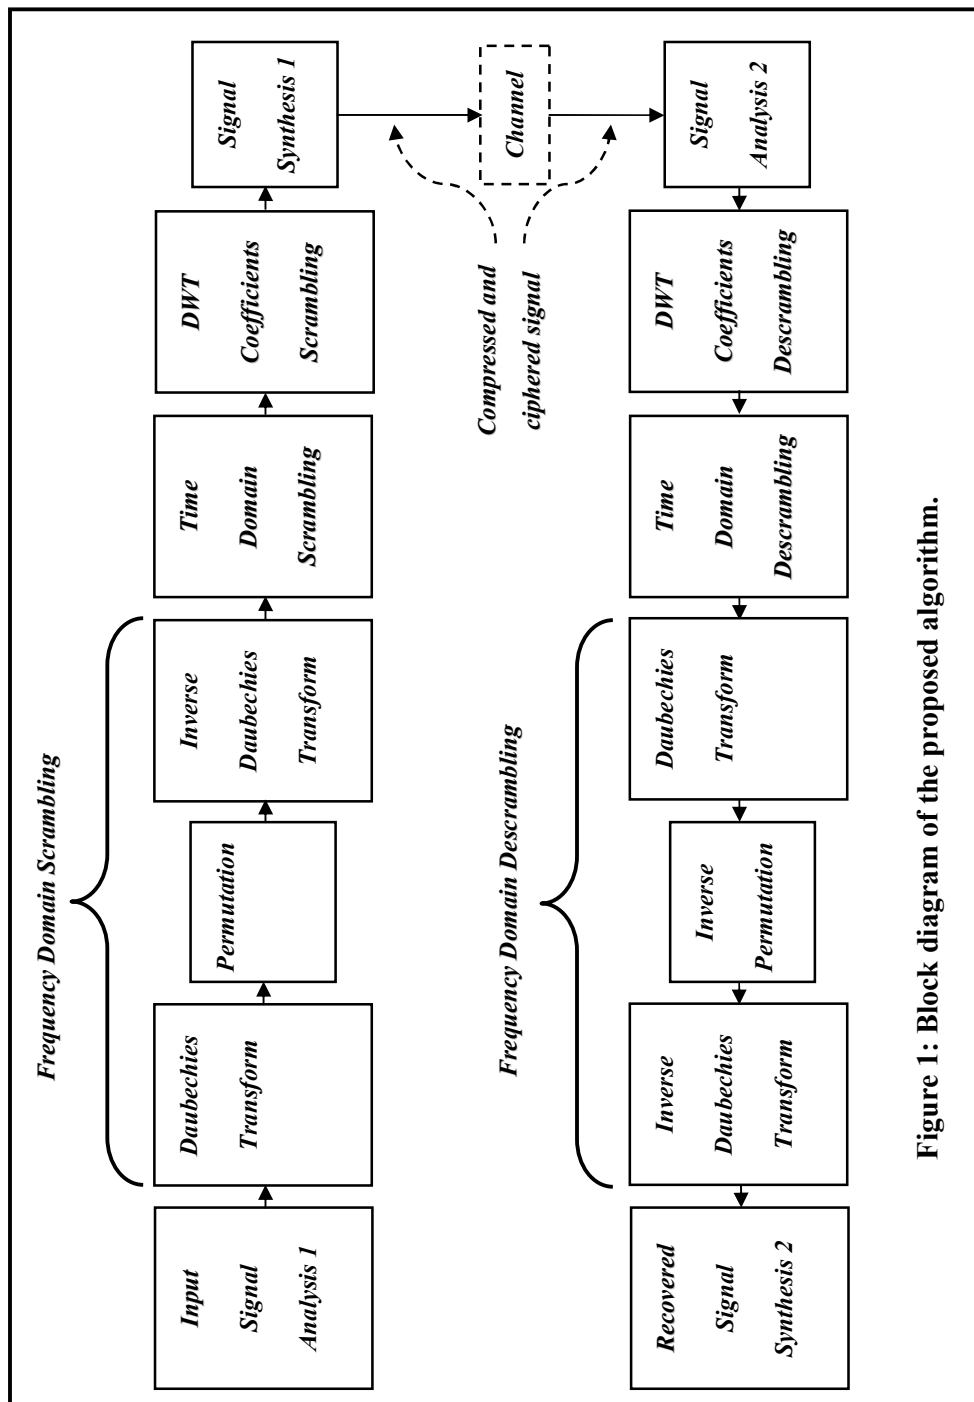 Frequency Domain Scrambling
Input
Signal
Analysis 1
Daubechies
Transform
Permutation
Inverse
Daubechies
Transform
Time
Domain
Scrambling
DWT
Coefficients
Scrambling
Signal
Synthesis 1
Channel
Compressed and
ciphered signal
Frequency Domain Descrambling
Recovered
Signal
Synthesis 2
Inverse
Daubechies
Transform
Inverse
Permutation
Daubechies
Transform
Time
Domain
Descrambling
DWT
Coefficients
Descrambling
Signal
Analysis 2
Figure 1: Block diagram of the proposed algorithm.